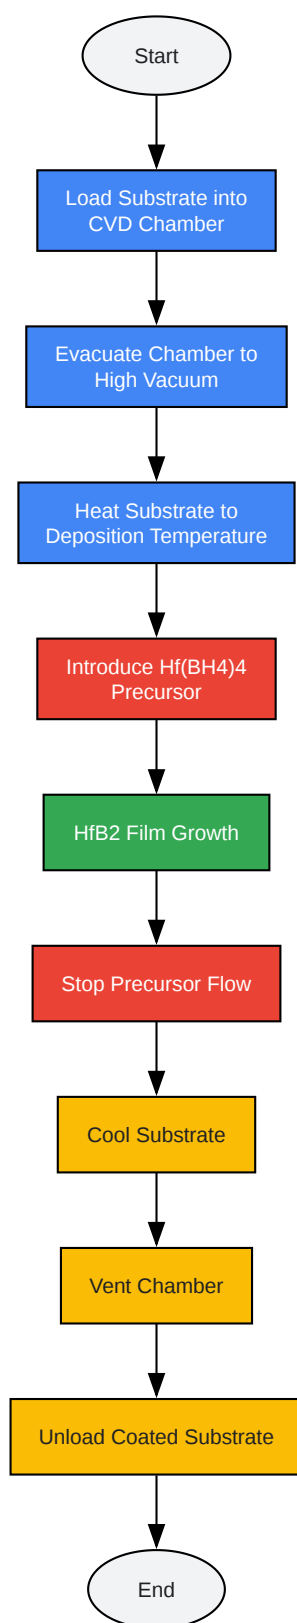 Start
Load Substrate into
CVD Chamber
Evacuate Chamber to
High Vacuum
Heat Substrate to
Deposition Temperature
Introduce Hf(BH4)4
Precursor
HfB2 Film Growth
Stop Precursor Flow
Cool Substrate
Vent Chamber
Unload Coated Substrate
End